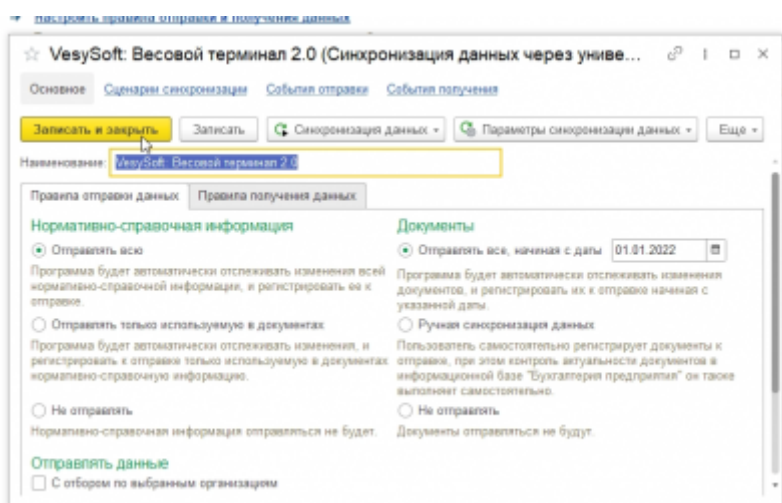 Настроить правила отправки и получения данных
VesySoft: Весовой терминал 2.0 (Синхронизация данных через униве...
Основное Сценарии синхронизации События отправки События получения
Записать и закрыть Записать Синхронизация данных Параметры синхронизации данных Еще
Наименование: VesySoft: Весовой терминал 2.0
Правила отправки данных Правила получения данных
Нормативно-справочная информация Документы
Отправлять всю Отправлять все, начиная с даты 01.01.2022
Программа будет автоматически отслеживать изменения всей Программа будет автоматически отслеживать изменения
нормативно-справочной информации, и регистрировать ее к документов, и регистрировать их к отправке начиная с
отправке. указанной даты.
Отправлять только используемую в документах Ручная синхронизация данных
Программа будет автоматически отслеживать изменения, и Пользователь самостоятельно регистрирует документы к
регистрировать к отправке только используемую в документах отправке, при этом контроль актуальности документов в
нормативно-справочную информацию. информационной базе "Бухгалтерия предприятия" он также
выполняет самостоятельно.
Не отправлять Не отправлять
Нормативно-справочная информация отправляться не будет. Документы отправляться не будут.
Отправлять данные
С отбором по выбранным организациям